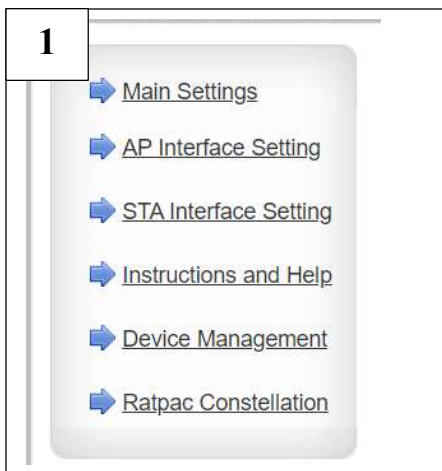 1
Main Settings
AP Interface Setting
STA Interface Setting
Instructions and Help
Device Management
Ratpac Constellation